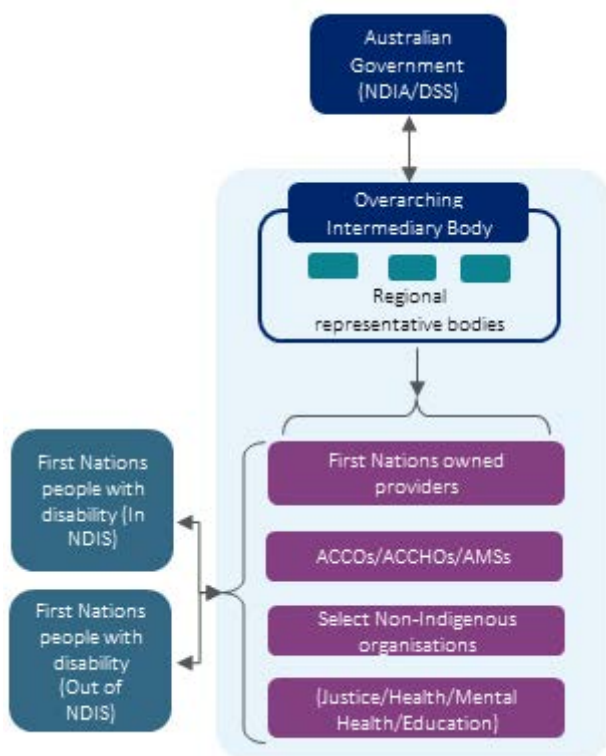 Australian
Government
(NDIA/DSS)
Overarching
Intermediary Body
Regional
representative bodies
First Nations owned
providers
ACCOs/ACCHOs/AMSs
Select Non-Indigenous
organisations
(Justice/Health/Mental
Health/Education)
First Nations
people with
disability (In
NDIS)
First Nations
people with
disability
(Out of
NDIS)